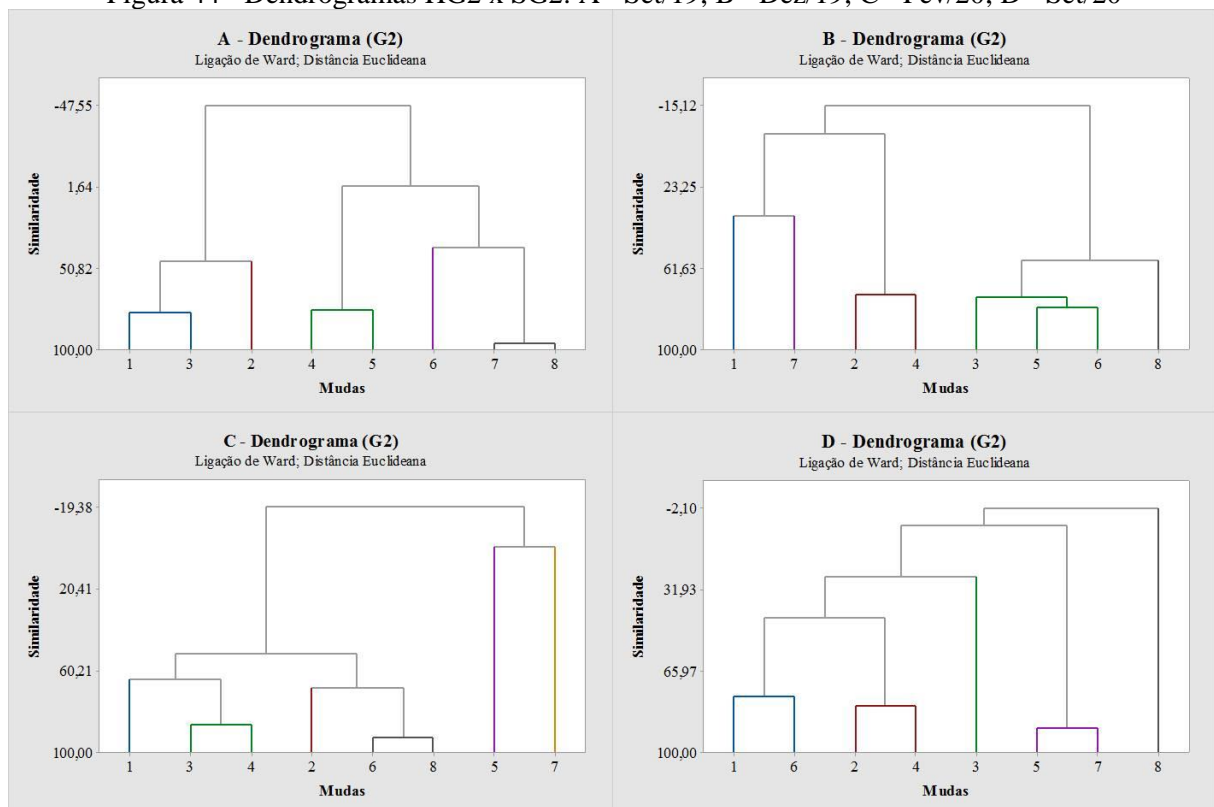 Figura 44 - Dendrogramas HG2 x SG2: A - Set/19; B - Dez/19; C - Fev/20; D - Set/20
A - Dendrograma (G2)
Ligação de Ward; Distância Euclideana
Similaridade
-47,55
1,64
50,82
100,00
1 3 2 4 5 6 7 8
Mudas
B - Dendrograma (G2)
Ligação de Ward; Distância Euclideana
Similaridade
-15,12
23,25
61,63
100,00
1 7 2 4 3 5 6 8
Mudas
C - Dendrograma (G2)
Ligação de Ward; Distância Euclideana
Similaridade
-19,38
20,41
60,21
100,00
1 3 4 2 6 8 5 7
Mudas
D - Dendrograma (G2)
Ligação de Ward; Distância Euclideana
Similaridade
-2,10
31,93
65,97
100,00
1 6 2 4 3 5 7 8
Mudas